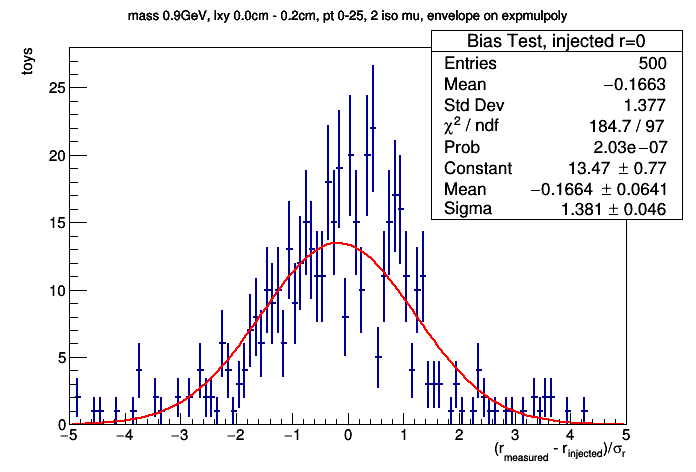 mass 0.9GeV, lxy 0.0cm - 0.2cm, pt 0-25, 2 iso mu, envelope on expmulpoly
Bias Test, injected r=0
Entries 500
Mean −0.1663
Std Dev 1.377
χ² / ndf 184.7 / 97
Prob 2.03e−07
Constant 13.47 ± 0.77
Mean −0.1664 ± 0.0641
Sigma 1.381 ± 0.046
toys
25
20
15
10
5
0
−5 −4 −3 −2 −1 0 1 2 3 4 5
(r_measured - r_injected)/σ_r